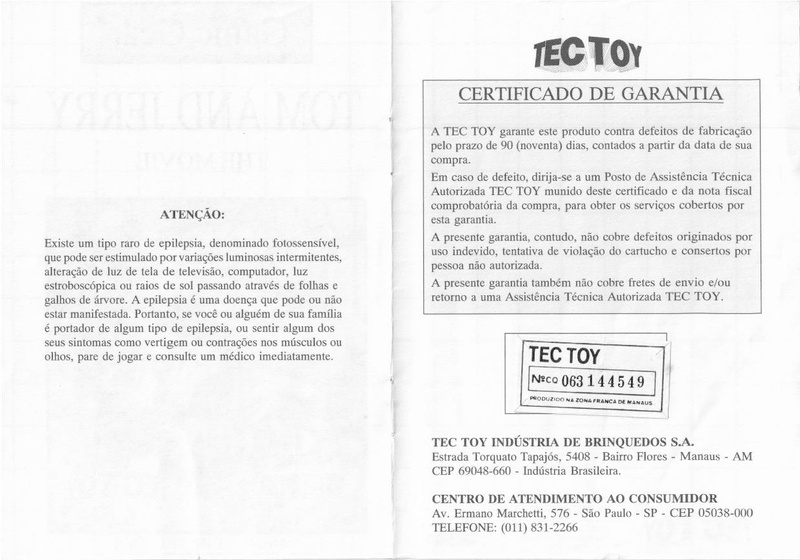 ATENÇÃO:
Existe um tipo raro de epilepsia, denominado fotossensível,
que pode ser estimulado por variações luminosas intermitentes,
alteração de luz de tela de televisão, computador, luz
estroboscópica ou raios de sol passando através de folhas e
galhos de árvore. A epilepsia é uma doença que pode ou não
estar manifestada. Portanto, se você ou alguém de sua família
é portador de algum tipo de epilepsia, ou sentir algum dos
seus sintomas como vertigem ou contrações nos músculos ou
olhos, pare de jogar e consulte um médico imediatamente.
TEC TOY
CERTIFICADO DE GARANTIA
A TEC TOY garante este produto contra defeitos de fabricação
pelo prazo de 90 (noventa) dias, contados a partir da data de sua
compra.
Em caso de defeito, dirija-se a um Posto de Assistência Técnica
Autorizada TEC TOY munido deste certificado e da nota fiscal
comprobatória da compra, para obter os serviços cobertos por
esta garantia.
A presente garantia, contudo, não cobre defeitos originados por
uso indevido, tentativa de violação do cartucho e consertos por
pessoa não autorizada.
A presente garantia também não cobre fretes de envio e/ou
retorno a uma Assistência Técnica Autorizada TEC TOY.
TEC TOY
Nº CQ 063144549
PRODUZIDO NA ZONA FRANCA DE MANAUS
TEC TOY INDÚSTRIA DE BRINQUEDOS S.A.
Estrada Torquato Tapajós, 5408 - Bairro Flores - Manaus - AM
CEP 69048-660 - Indústria Brasileira.
CENTRO DE ATENDIMENTO AO CONSUMIDOR
Av. Ermano Marchetti, 576 - São Paulo - SP - CEP 05038-000
TELEFONE: (011) 831-2266